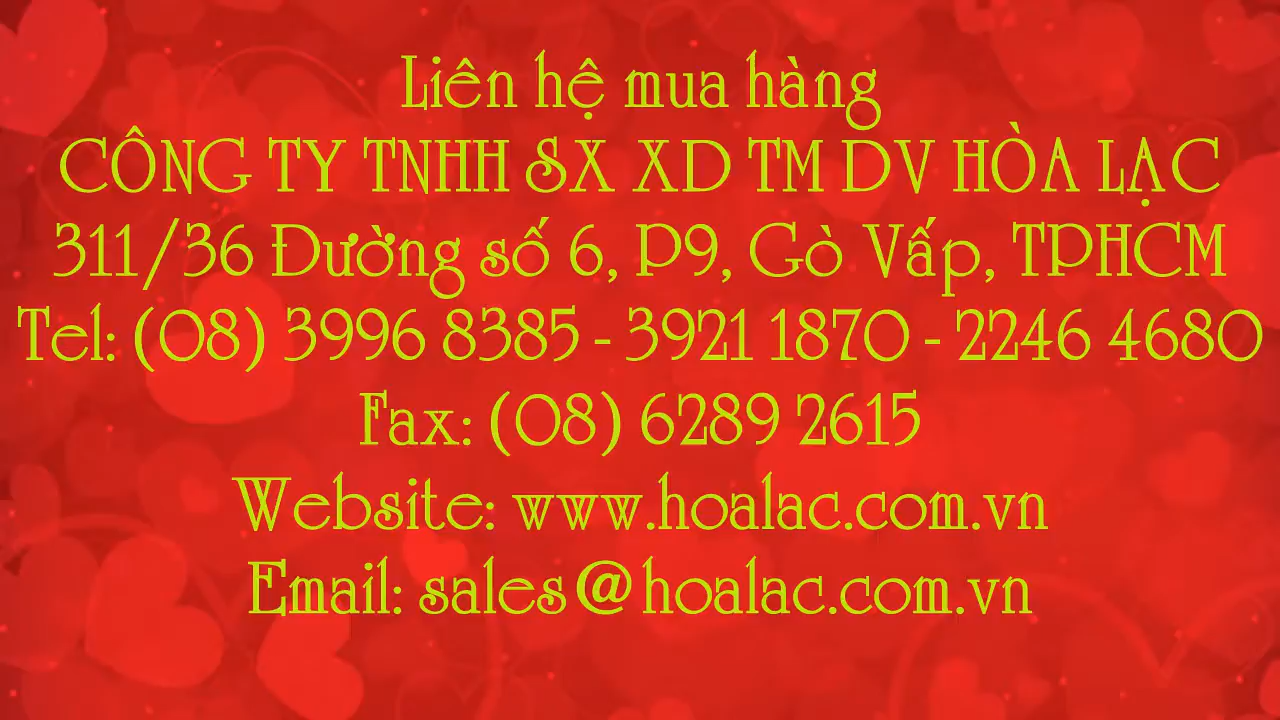 Liên hệ mua hàng
CÔNG TY TNHH SX XD TM DV HÒA LẠC
311/36 Đường số 6, P9, Gò Vấp, TPHCM
Tel: (08) 3996 8385 - 3921 1870 - 2246 4680
Fax: (08) 6289 2615
Website: www.hoalac.com.vn
Email: sales@hoalac.com.vn